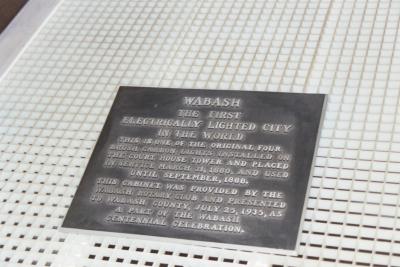 WABASH
THE FIRST
ELECTRICALLY LIGHTED CITY
IN THE WORLD
THIS IS ONE OF THE ORIGINAL FOUR
BRUSH CARBON LIGHTS INSTALLED ON
THE COURT HOUSE TOWER AND PLACED
IN SERVICE MARCH 31, 1880, AND USED
UNTIL SEPTEMBER, 1888.
THIS CABINET WAS PROVIDED BY THE
WABASH ROTARY CLUB AND PRESENTED
TO WABASH COUNTY, JULY 25, 1935, AS
A PART OF THE WABASH
CENTENNIAL CELEBRATION.